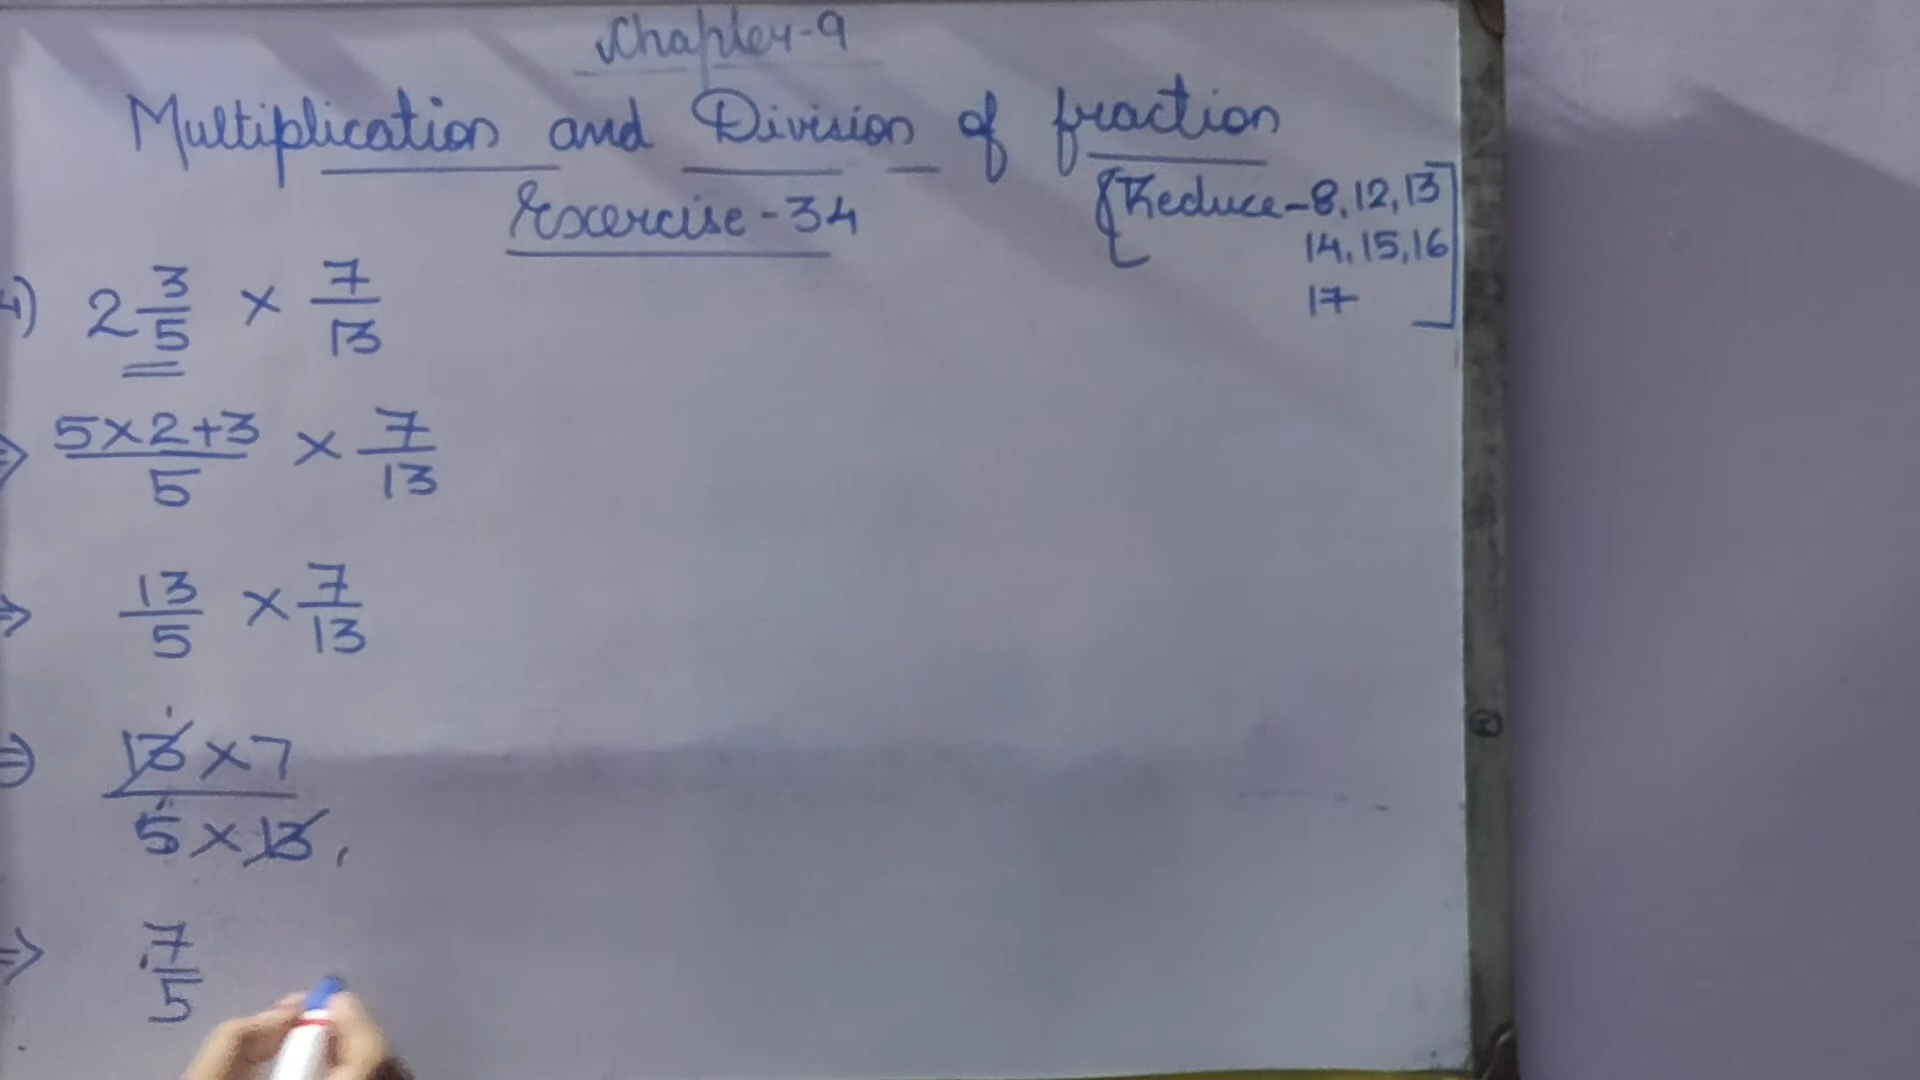 Chapter-9
Multiplication and Division of fraction
Exercise-34
{Reduce-8,12,13
14,15,16
17]
4) 2 3/5 × 7/13
⇒ 5×2+3/5 × 7/13
⇒ 13/5 × 7/13
⇒ 13×7/5×13
⇒ 7/5